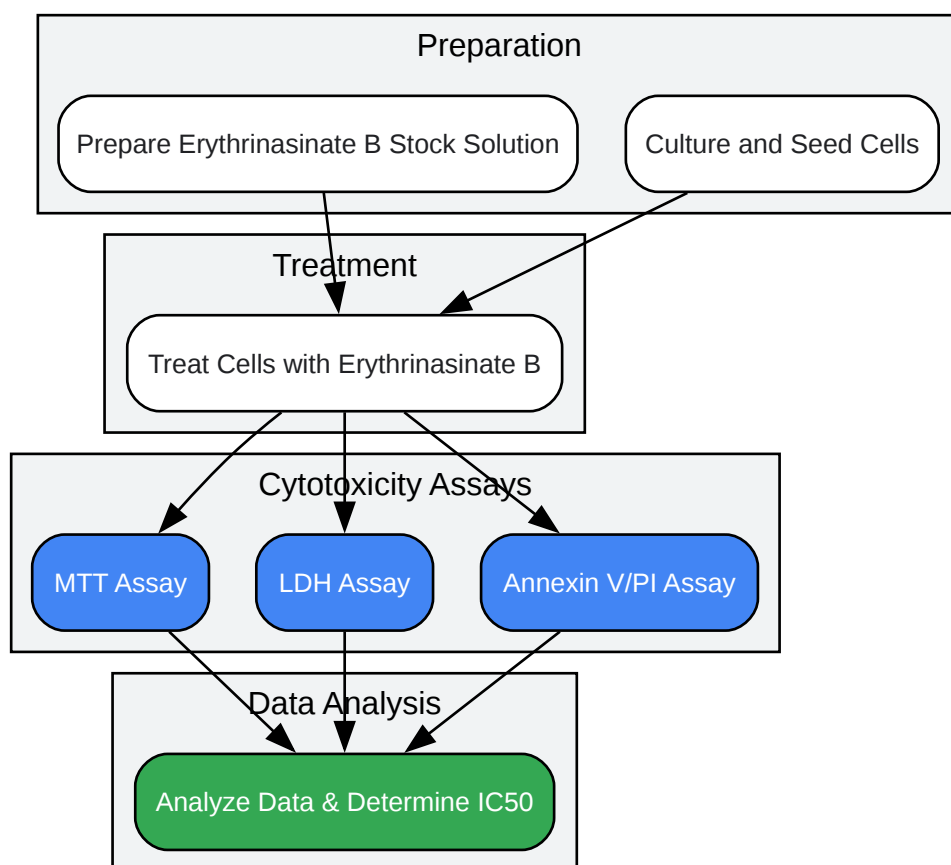 Preparation
Prepare Erythrinasinate B Stock Solution
Culture and Seed Cells
Treatment
Treat Cells with Erythrinasinate B
Cytotoxicity Assays
MTT Assay
LDH Assay
Annexin V/PI Assay
Data Analysis
Analyze Data & Determine IC50